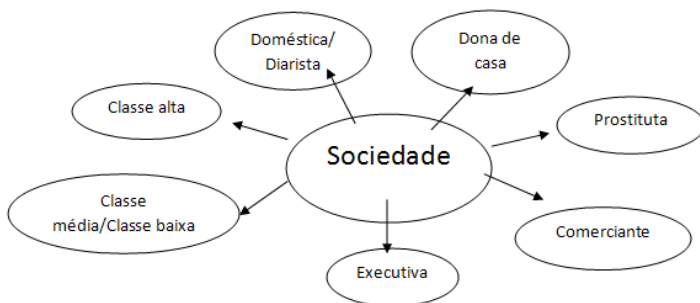 Doméstica/
Diarista
Dona de
casa
Classe alta
Prostituta
Sociedade
Classe
média/Classe baixa
Comerciante
Executiva